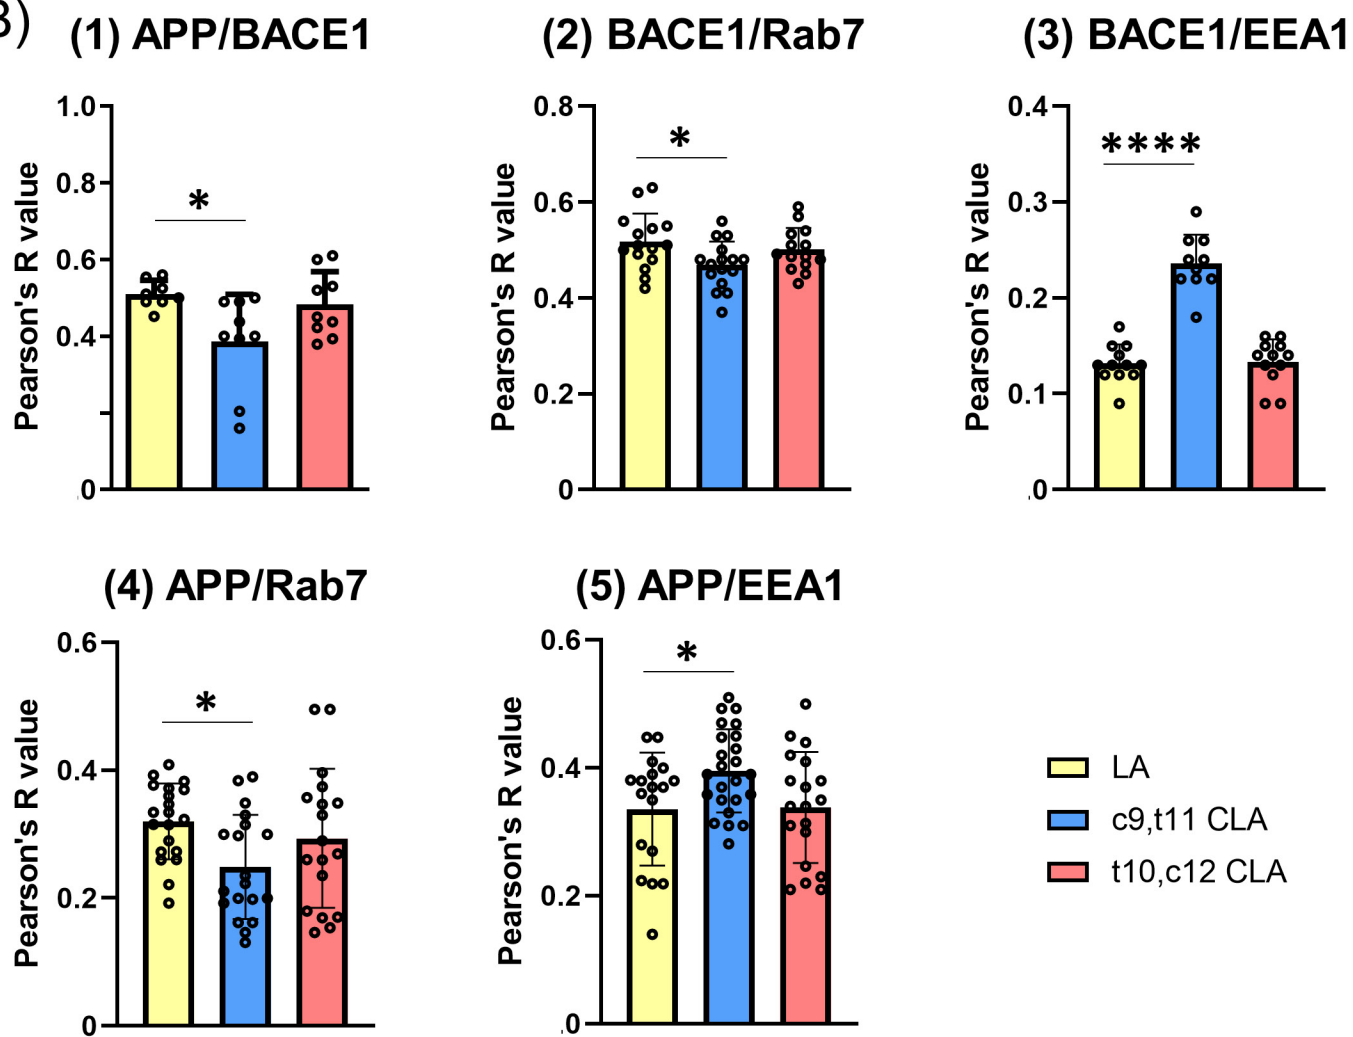 3)
(1) APP/BACE1
Pearson's R value
1.0
0.8
0.6
0.4
0
*
(2) BACE1/Rab7
Pearson's R value
0.8
0.6
0.4
0.2
0
*
(3) BACE1/EEA1
Pearson's R value
0.4
0.3
0.2
0.1
.0
****
(4) APP/Rab7
Pearson's R value
0.6
0.4
0.2
0
*
(5) APP/EEA1
Pearson's R value
0.6
0.4
0.2
.0
*
LA
c9,t11 CLA
t10,c12 CLA